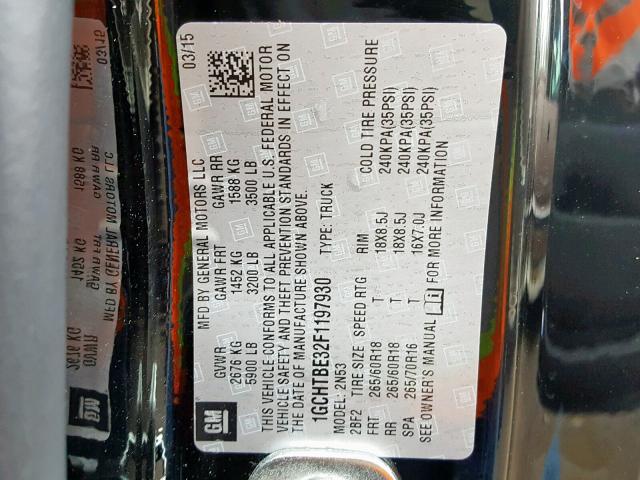 GM
MFD BY GENERAL MOTORS LLC 03/15
GVWR GAWR FRT GAWR RR
2676 KG 1452 KG 1588 KG
5900 LB 3200 LB 3500 LB
THIS VEHICLE CONFORMS TO ALL APPLICABLE U.S. FEDERAL MOTOR
VEHICLE SAFETY AND THEFT PREVENTION STANDARDS IN EFFECT ON
THE DATE OF MANUFACTURE SHOWN ABOVE.
1GCHTBE32F1197930 TYPE: TRUCK
MODEL: 2N53
2BF2 TIRE SIZE SPEED RTG RIM COLD TIRE PRESSURE
FRT 265/60R18 T 18X8.5J 240KPA(35PSI)
RR 265/60R18 T 18X8.5J 240KPA(35PSI)
SPA 265/70R16 T 16X7.0J 240KPA(35PSI)
SEE OWNER'S MANUAL FOR MORE INFORMATION